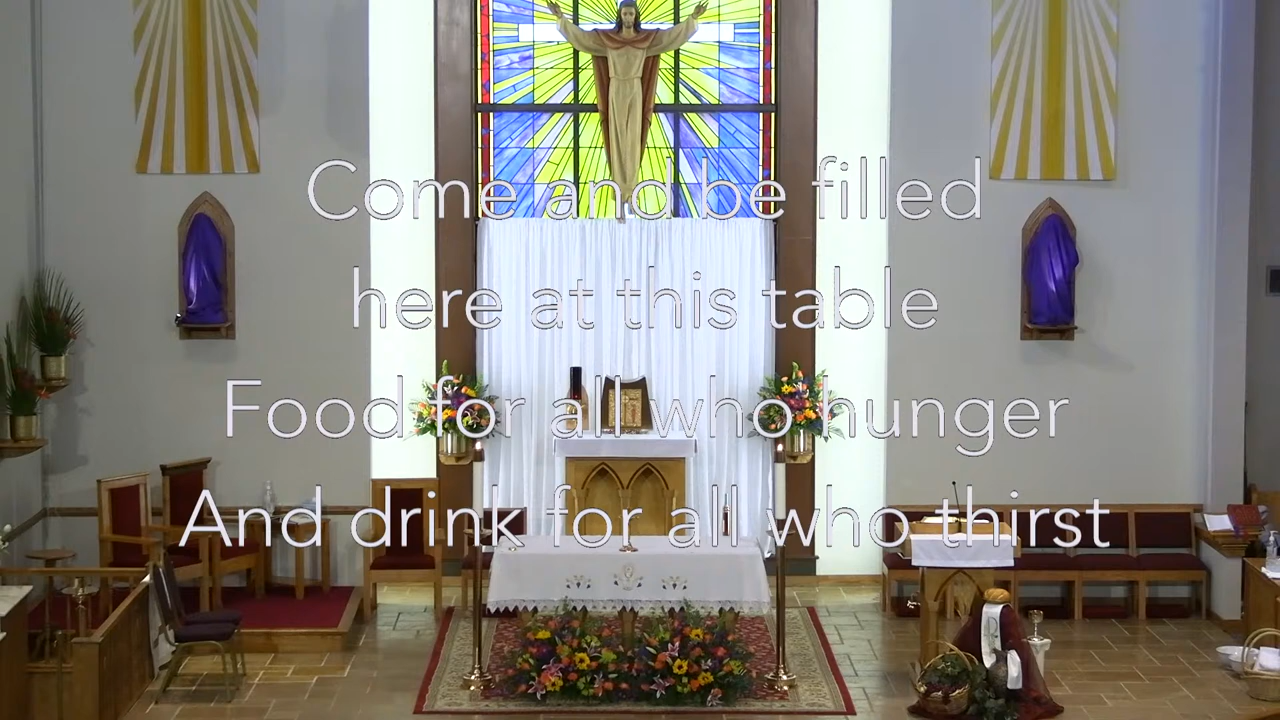 Come and be filled
here at this table
Food for all who hunger
And drink for all who thirst